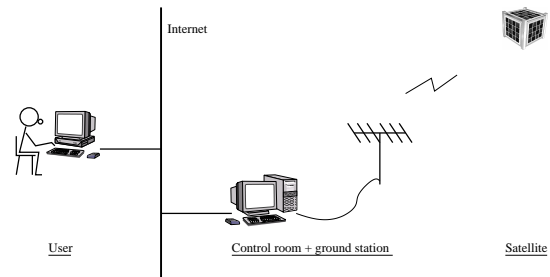 Internet
User
Control room + ground station
Satellite